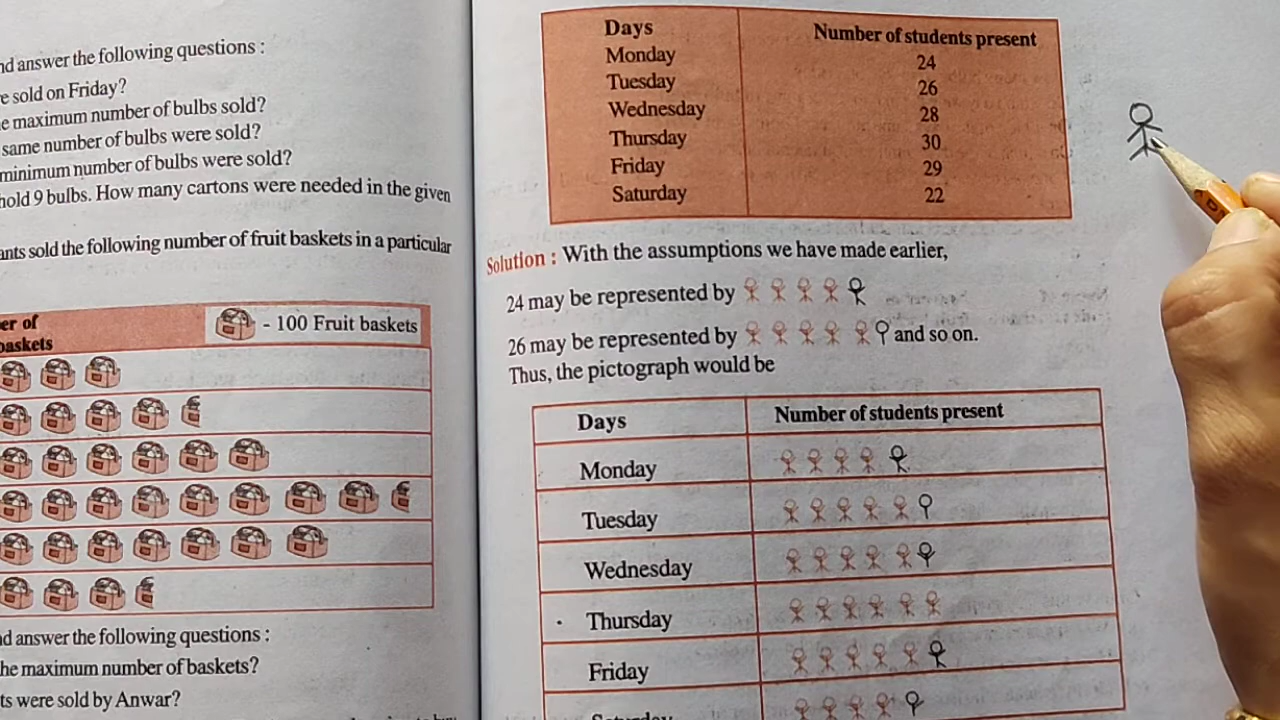 nd answer the following questions :
e sold on Friday?
e maximum number of bulbs sold?
same number of bulbs were sold?
minimum number of bulbs were sold?
hold 9 bulbs. How many cartons were needed in the given
ants sold the following number of fruit baskets in a particular
er of
baskets
- 100 Fruit baskets
nd answer the following questions :
he maximum number of baskets?
ts were sold by Anwar?
Days Number of students present
Monday 24
Tuesday 26
Wednesday 28
Thursday 30
Friday 29
Saturday 22
Solution : With the assumptions we have made earlier,
24 may be represented by
26 may be represented by and so on.
Thus, the pictograph would be
Days Number of students present
Monday
Tuesday
Wednesday
Thursday
Friday
Saturday